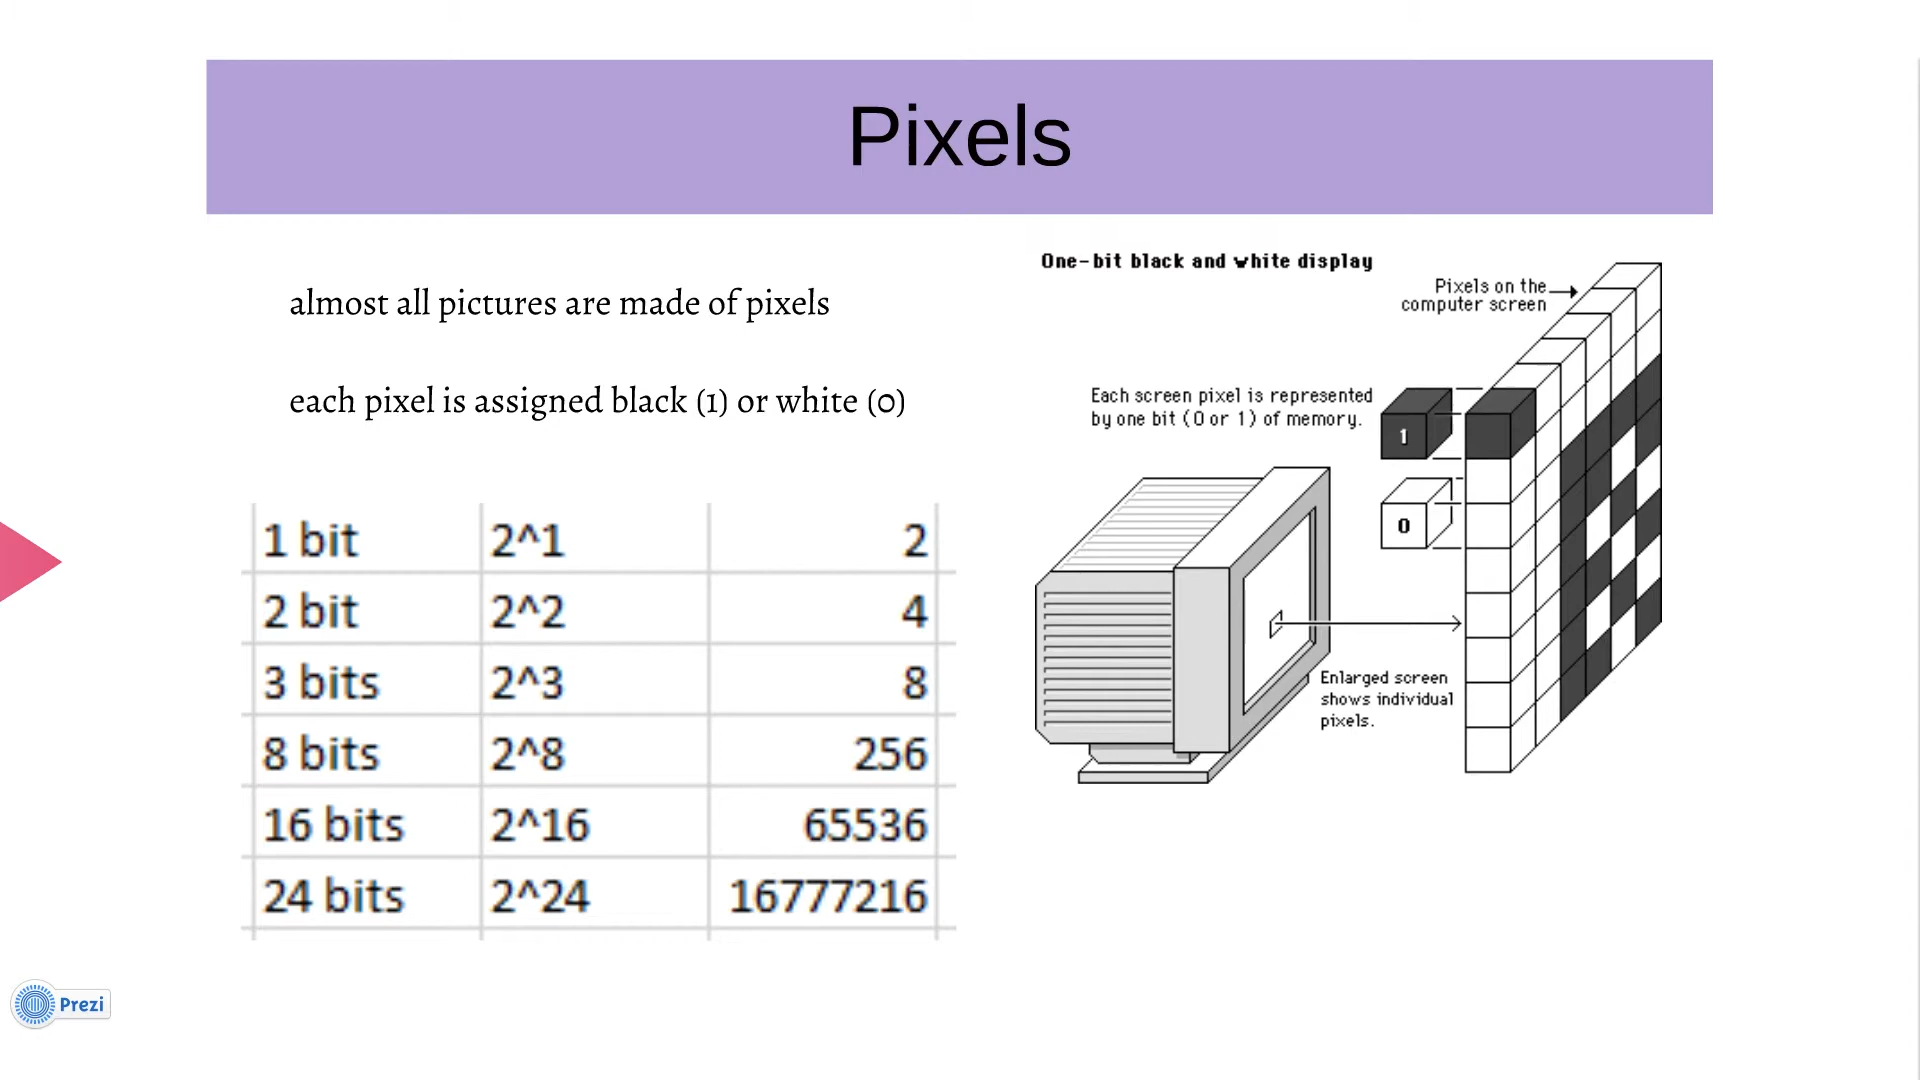 Pixels
almost all pictures are made of pixels
each pixel is assigned black (1) or white (0)
1 bit 2^1 2
2 bit 2^2 4
3 bits 2^3 8
8 bits 2^8 256
16 bits 2^16 65536
24 bits 2^24 16777216
One-bit black and white display
Pixels on the
computer screen
Each screen pixel is represented
by one bit (0 or 1) of memory.
1
0
Enlarged screen
shows individual
pixels.
Prezi